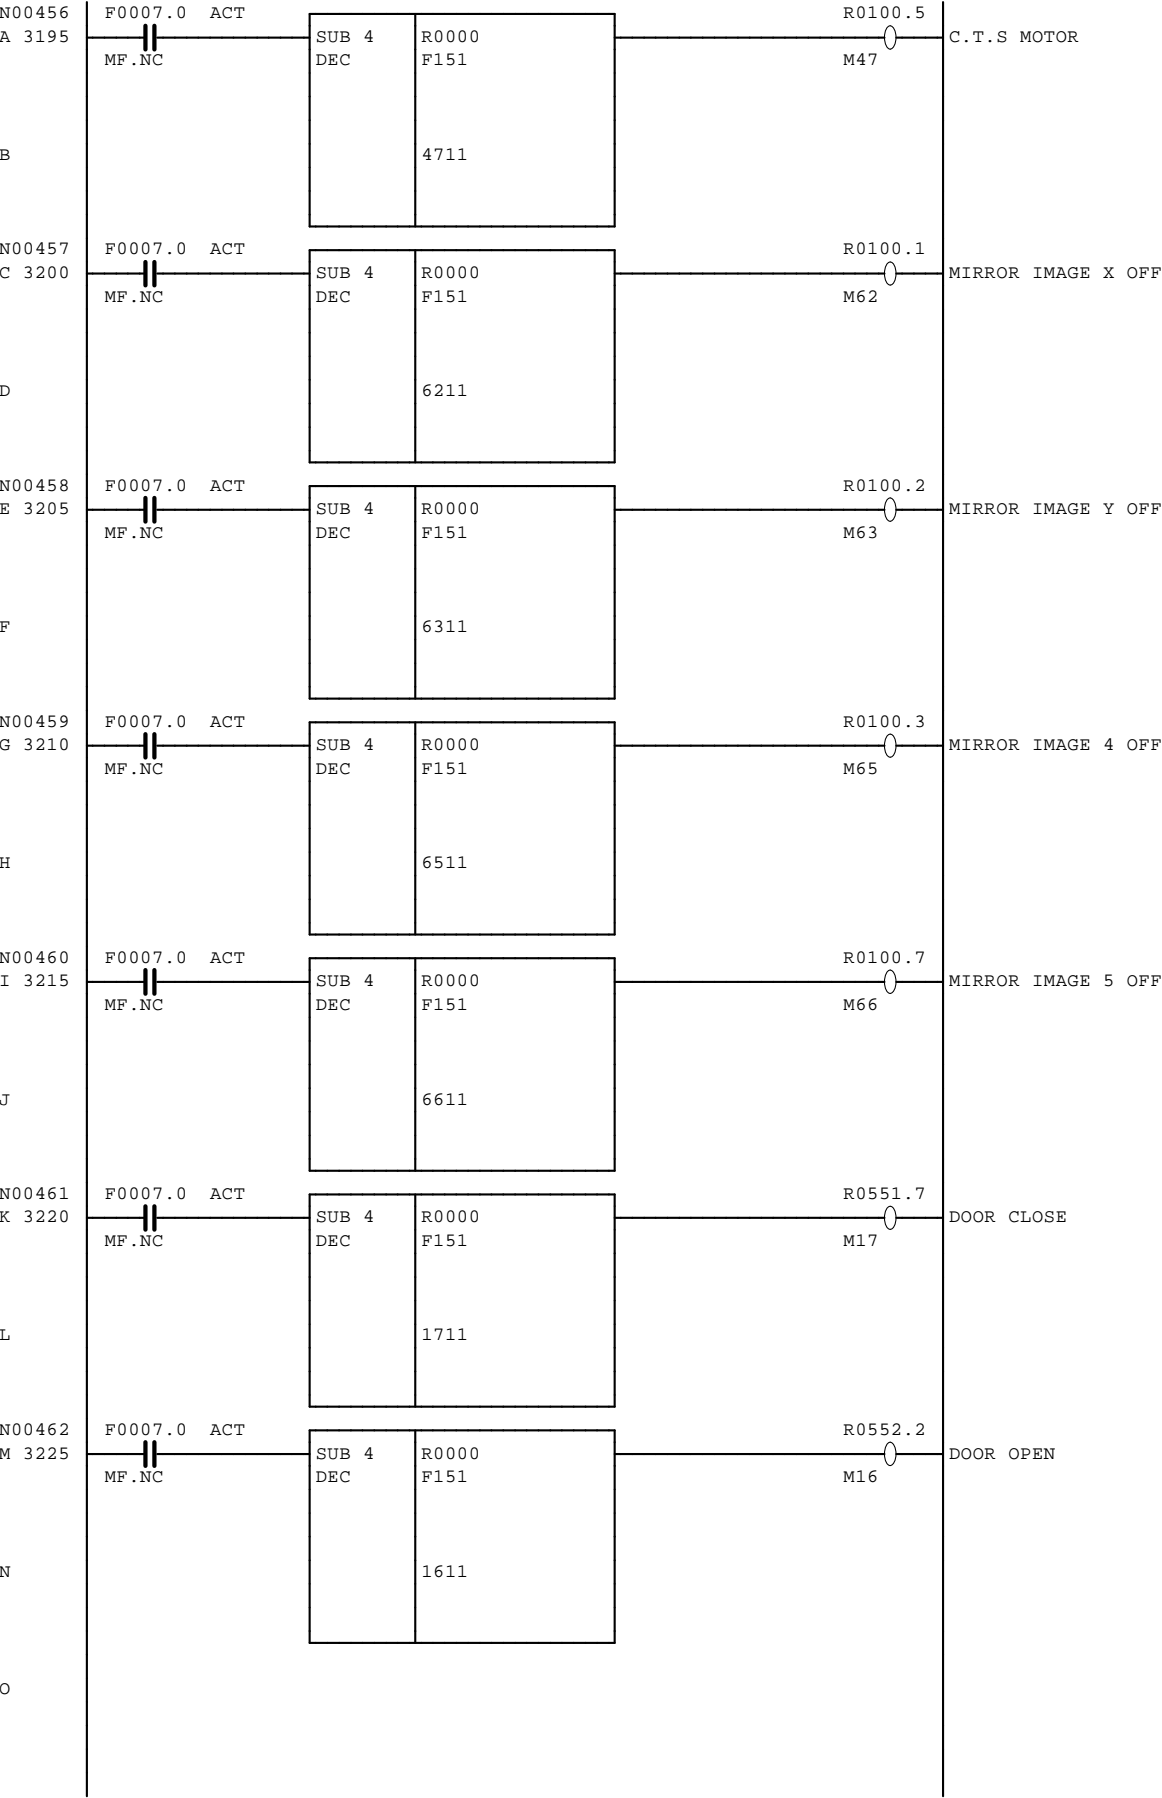 N00456 F0007.0 ACT R0100.5
A 3195 SUB 4 R0000 C.T.S MOTOR
MF.NC DEC F151 M47
B 4711
N00457 F0007.0 ACT R0100.1
C 3200 SUB 4 R0000 MIRROR IMAGE X OFF
MF.NC DEC F151 M62
D 6211
N00458 F0007.0 ACT R0100.2
E 3205 SUB 4 R0000 MIRROR IMAGE Y OFF
MF.NC DEC F151 M63
F 6311
N00459 F0007.0 ACT R0100.3
G 3210 SUB 4 R0000 MIRROR IMAGE 4 OFF
MF.NC DEC F151 M65
H 6511
N00460 F0007.0 ACT R0100.7
I 3215 SUB 4 R0000 MIRROR IMAGE 5 OFF
MF.NC DEC F151 M66
J 6611
N00461 F0007.0 ACT R0551.7
K 3220 SUB 4 R0000 DOOR CLOSE
MF.NC DEC F151 M17
L 1711
N00462 F0007.0 ACT R0552.2
M 3225 SUB 4 R0000 DOOR OPEN
MF.NC DEC F151 M16
N 1611
O